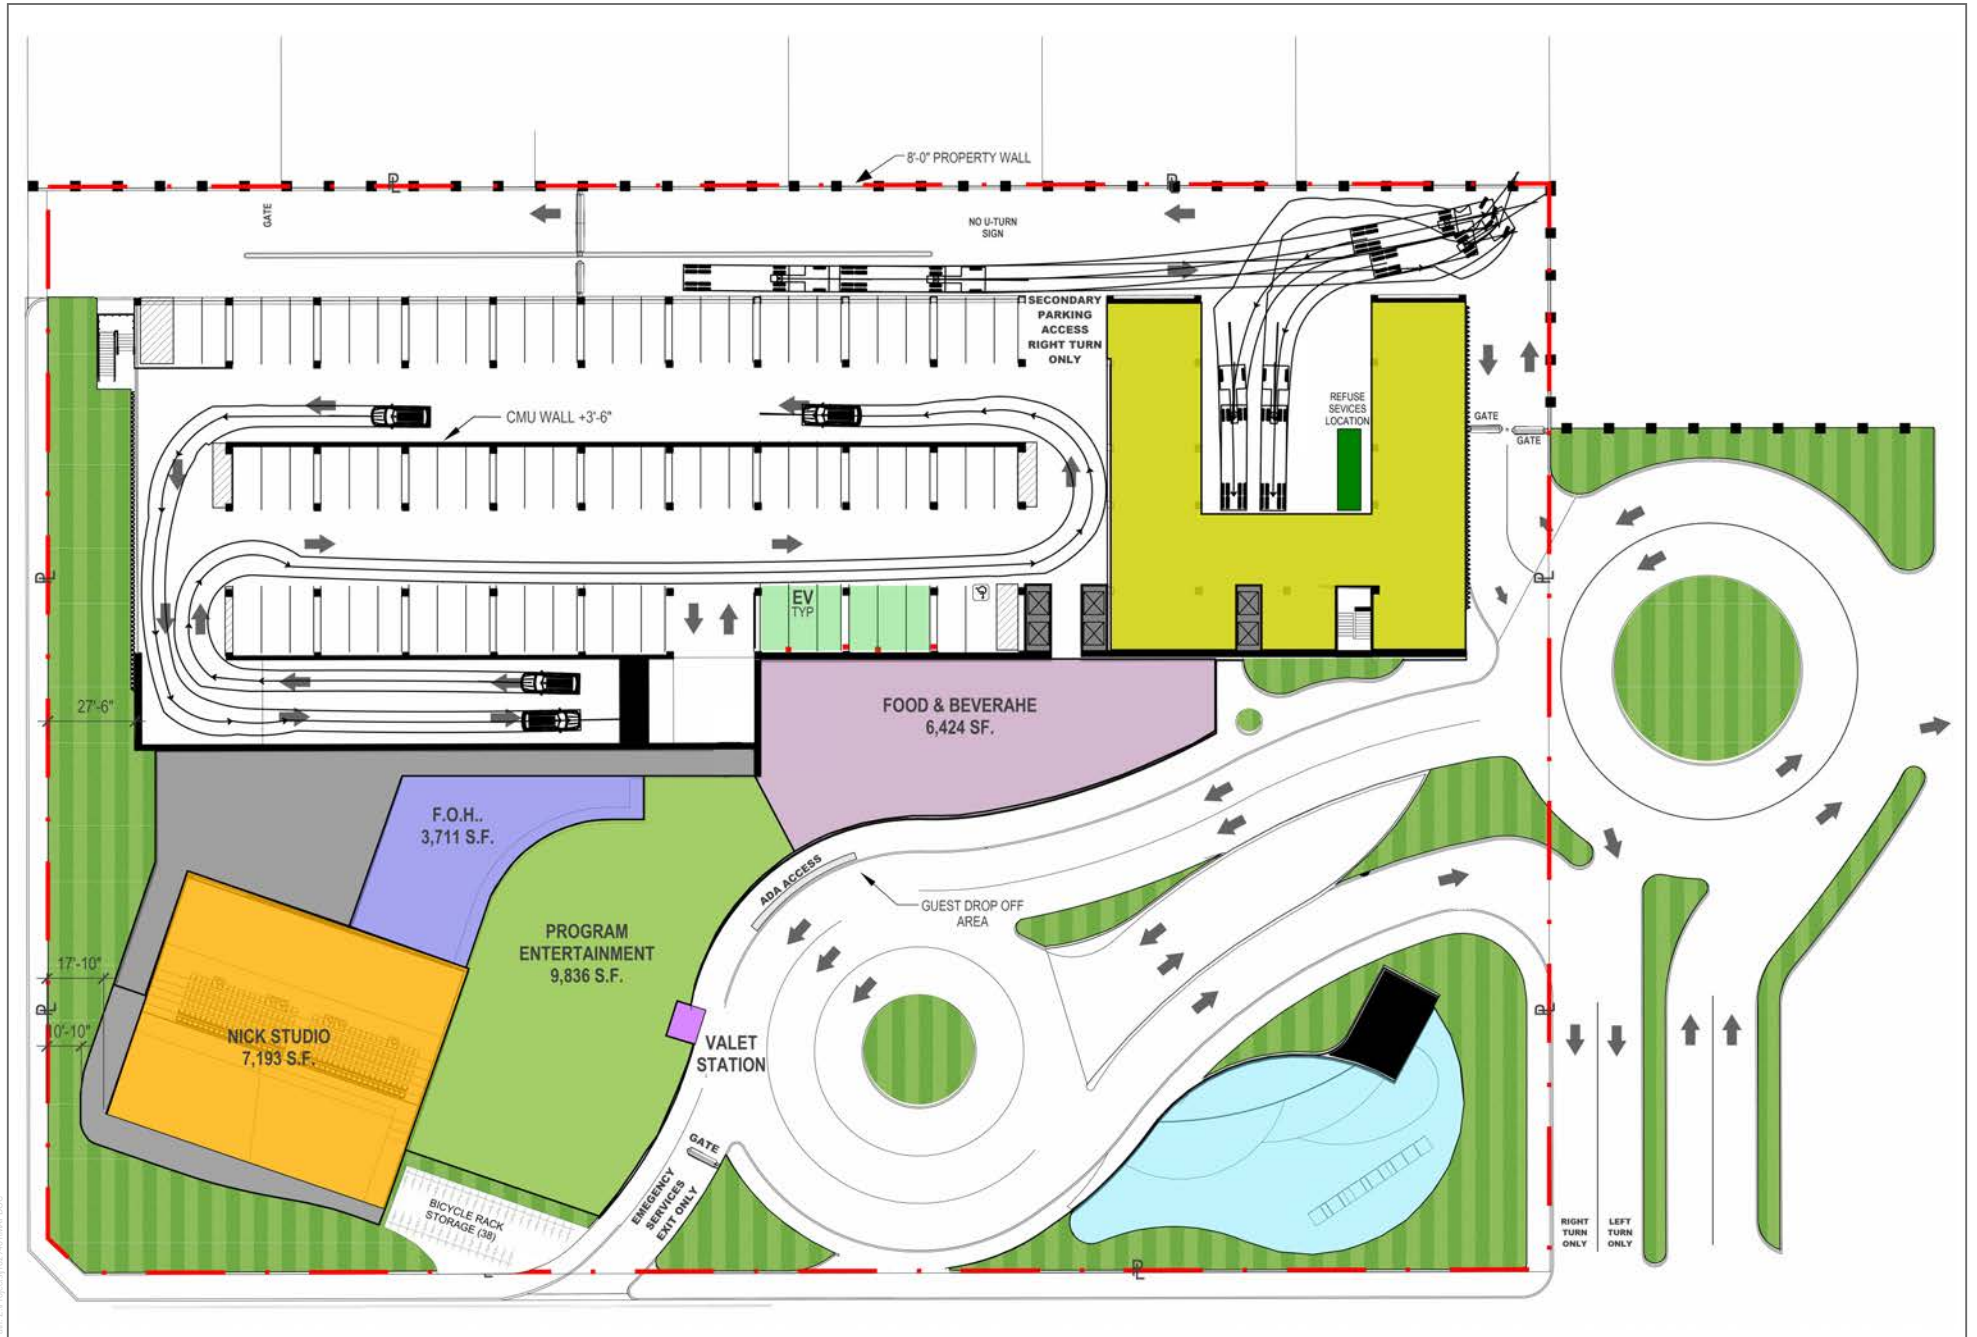 8'-0" PROPERTY WALL
GATE
NO U-TURN
SIGN
SECONDARY
PARKING
ACCESS
RIGHT TURN
ONLY
CMU WALL +3'-6"
REFUSE
SEVICES
LOCATION
GATE
GATE
EV
TYP
27'-6"
FOOD & BEVERAHE
6,424 SF.
F.O.H..
3,711 S.F.
ADA ACCESS
GUEST DROP OFF
AREA
PROGRAM
ENTERTAINMENT
9,836 S.F.
17'-10"
10'-10"
NICK STUDIO
7,193 S.F.
VALET
STATION
GATE
EMEGENCY
SERVICES
EXIT ONLY
BICYCLE RACK
STORAGE (38)
RIGHT
TURN
ONLY
LEFT
TURN
ONLY